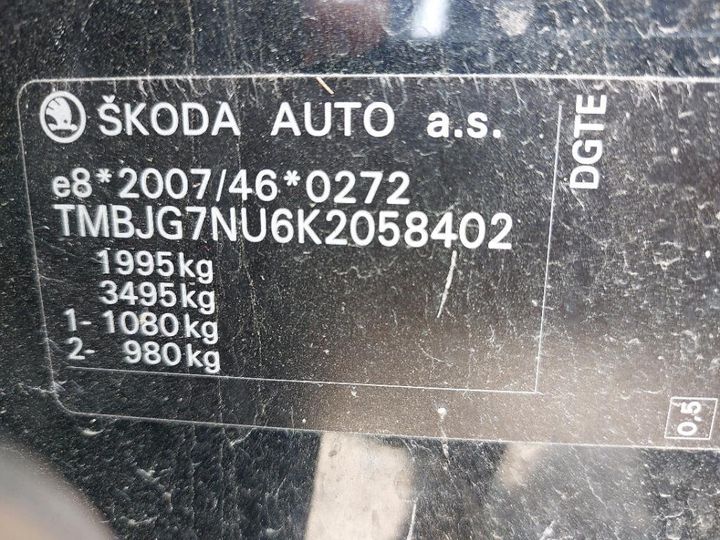 ŠKODA AUTO a.s.
e8*2007/46*0272
TMBJG7NU6K2058402
1995kg
3495kg
1- 1080kg
2- 980kg
DGTE
0.5